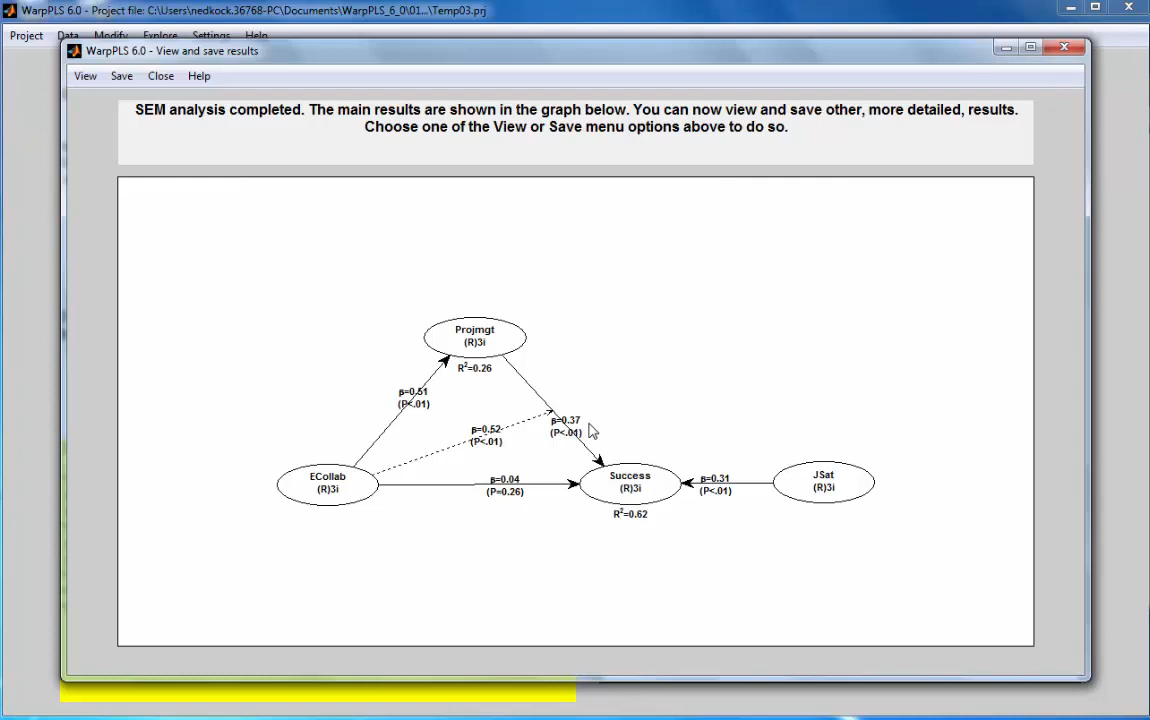 WarpPLS 6.0 - Project file: C:\Users\nedkock.36768-PC\Documents\WarpPLS_6_0\01...\Temp03.prj
Project Data Modify Explore Settings Help
WarpPLS 6.0 - View and save results
View Save Close Help
SEM analysis completed. The main results are shown in the graph below. You can now view and save other, more detailed, results.
Choose one of the View or Save menu options above to do so.
Projmgt
(R)3i
R²=0.26
β=0.51
(P<.01)
β=0.52
(P<.01)
β=0.37
(P<.01)
ECollab
(R)3i
β=0.04
(P=0.26)
Success
(R)3i
R²=0.62
β=0.31
(P<.01)
JSat
(R)3i